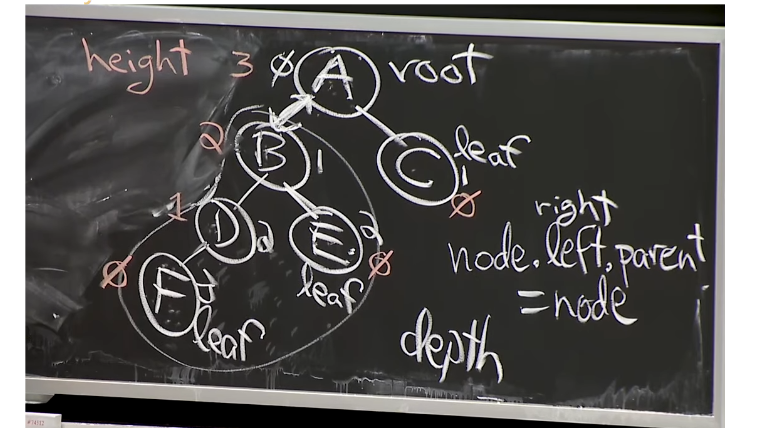 height 3 ∅ A root
2 B 1 C leaf 1 ∅
1 D 2 E 2 ∅
leaf
∅ F 3
leaf
right
node.left.parent
=node
depth